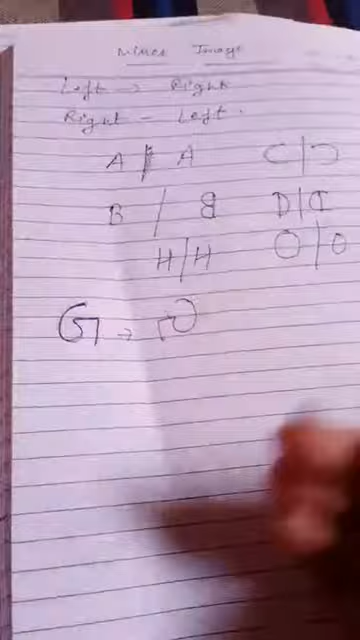 Mirror Image
Left → Right
Right - Left.
A | A C | Ɔ
B | ᗺ D | ᗡ
H | H O | O
G →